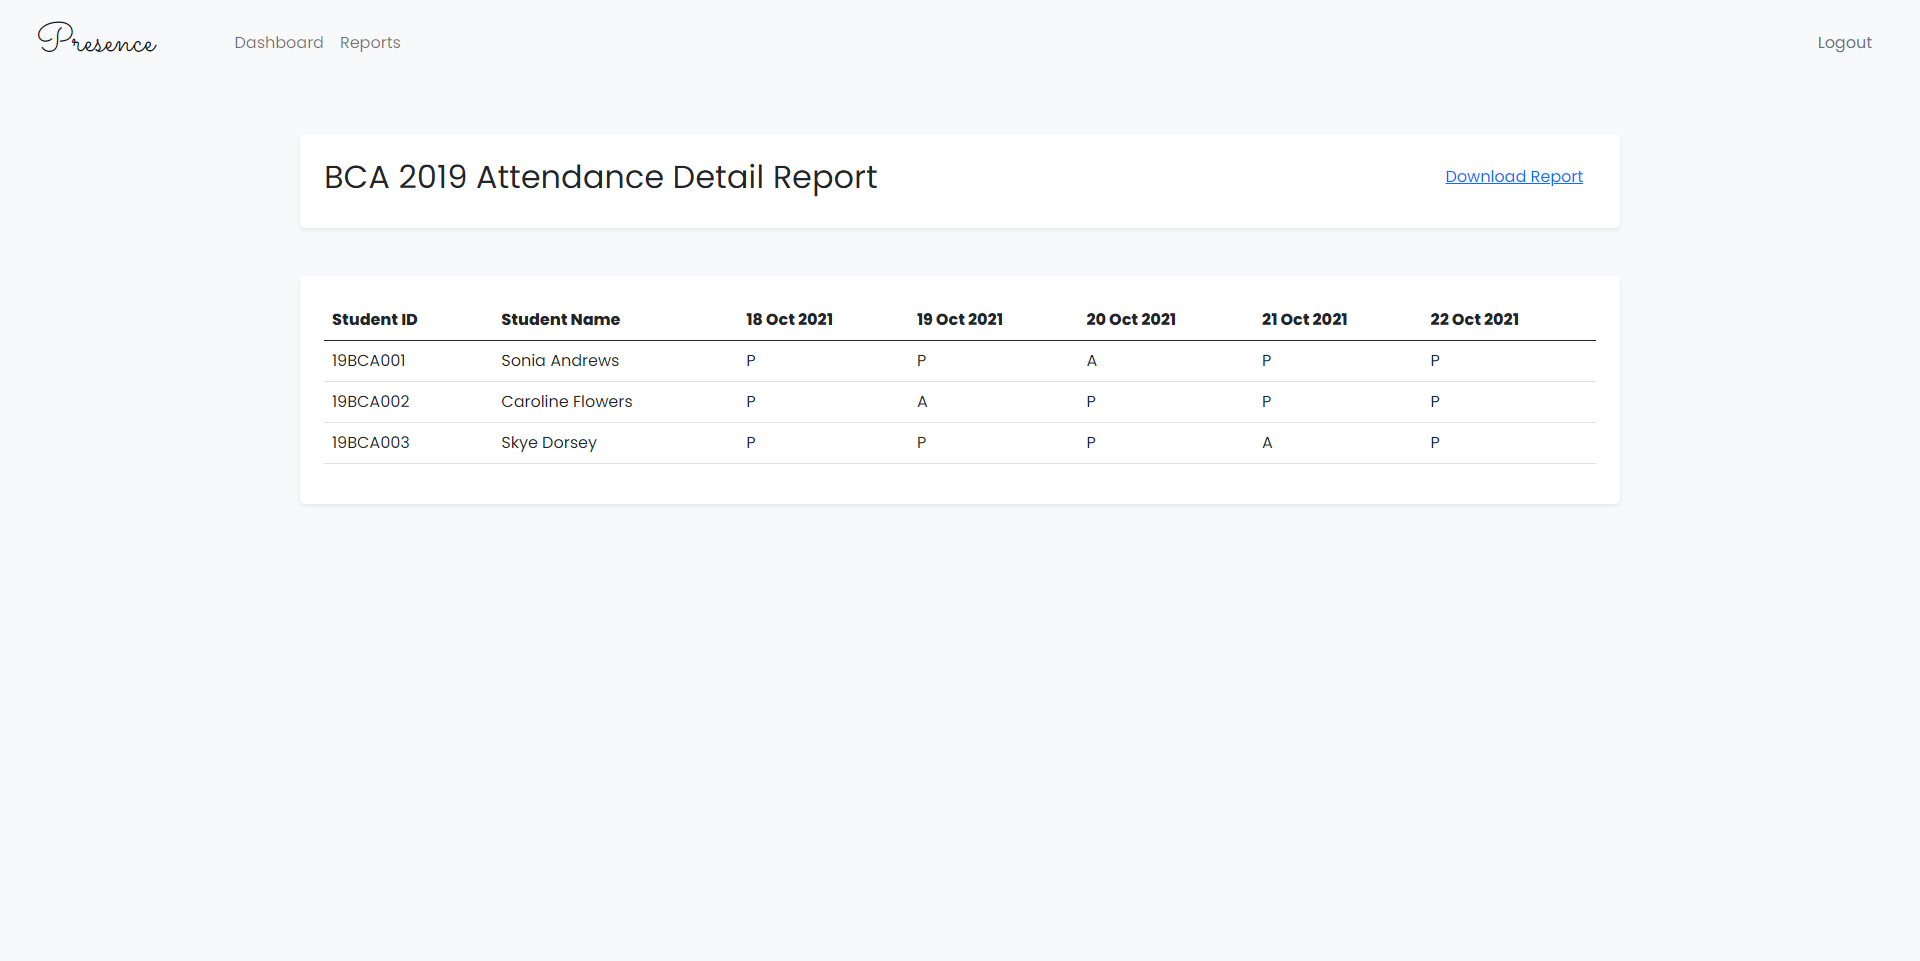 Presence Dashboard Reports Logout
BCA 2019 Attendance Detail Report Download Report
Student ID Student Name 18 Oct 2021 19 Oct 2021 20 Oct 2021 21 Oct 2021 22 Oct 2021
19BCA001 Sonia Andrews P P A P P
19BCA002 Caroline Flowers P A P P P
19BCA003 Skye Dorsey P P P A P